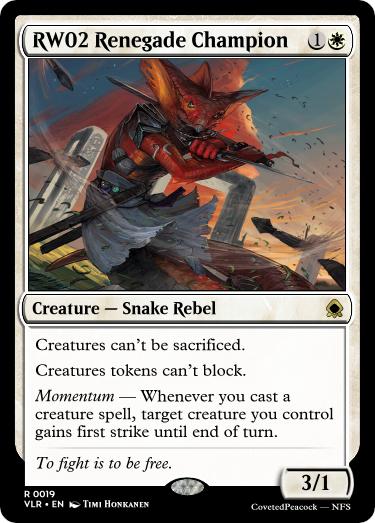 RW02 Renegade Champion 1
Creature — Snake Rebel
Creatures can't be sacrificed.
Creatures tokens can't block.
Momentum — Whenever you cast a
creature spell, target creature you control
gains first strike until end of turn.
To fight is to be free.
3/1
R 0019
VLR • EN Timi Honkanen
CovetedPeacock — NFS